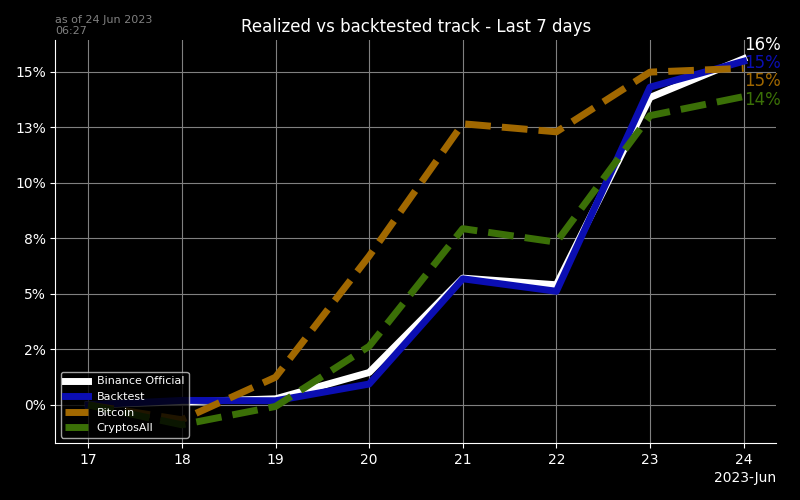 as of 24 Jun 2023
06:27
Realized vs backtested track - Last 7 days
16%
15%
15%
14%
15%
13%
10%
8%
5%
2%
0%
Binance Official
Backtest
Bitcoin
CryptosAll
17 18 19 20 21 22 23 24
2023-Jun